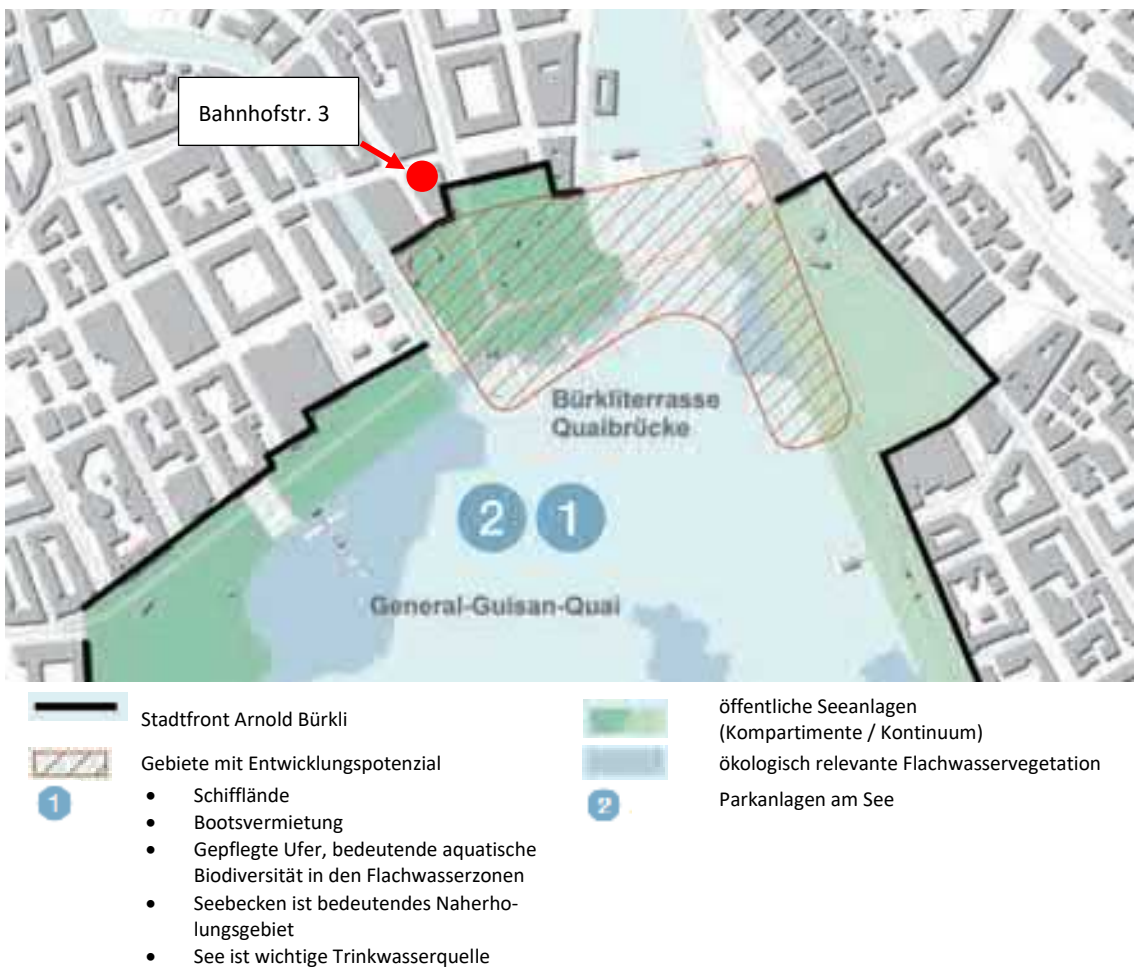 Bahnhofstr. 3
Bürkliterrasse
Quaibrücke
2 1
General-Guisan-Quai
Stadtfront Arnold Bürkli
Gebiete mit Entwicklungspotenzial
1
• Schifflände
• Bootsvermietung
• Gepflegte Ufer, bedeutende aquatische
Biodiversität in den Flachwasserzonen
• Seebecken ist bedeutendes Naherho-
lungsgebiet
• See ist wichtige Trinkwasserquelle
öffentliche Seeanlagen
(Kompartimente / Kontinuum)
ökologisch relevante Flachwasservegetation
2
Parkanlagen am See